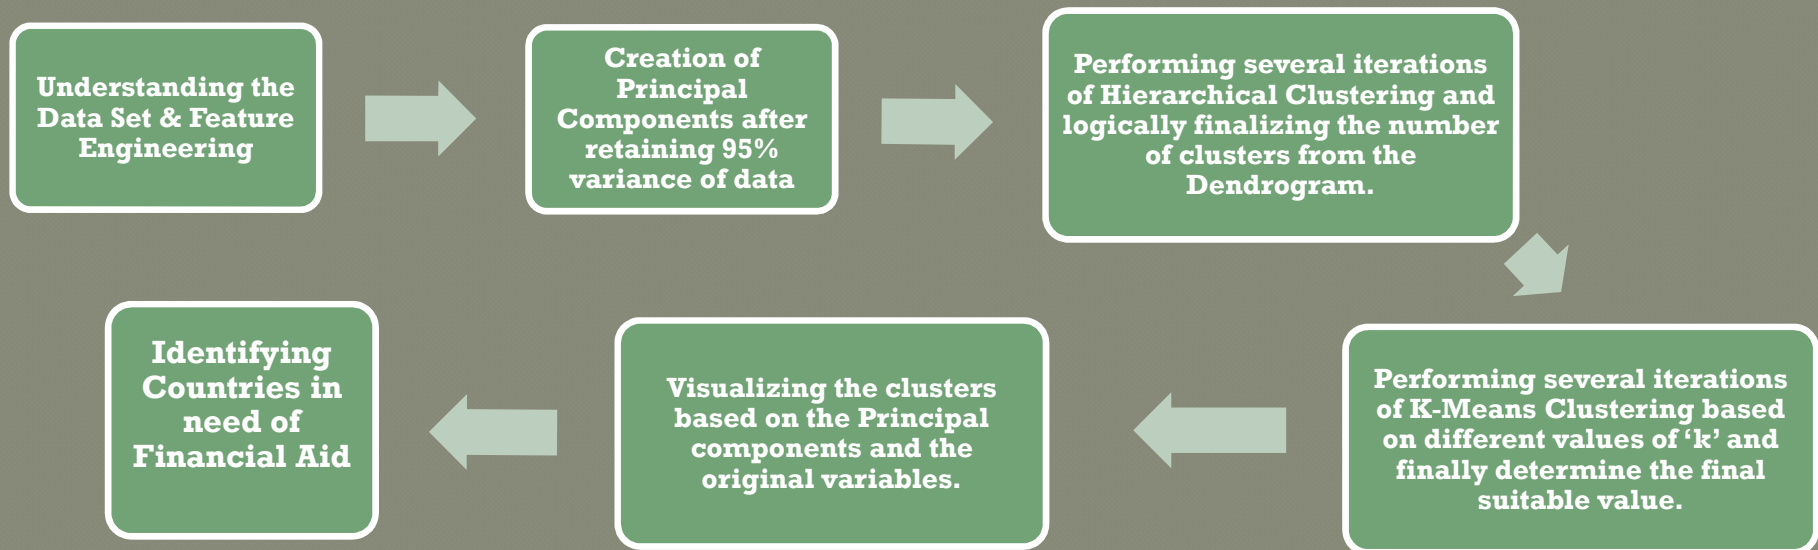 Understanding the
Data Set & Feature
Engineering
Creation of
Principal
Components after
retaining 95%
variance of data
Performing several iterations
of Hierarchical Clustering and
logically finalizing the number
of clusters from the
Dendrogram.
Performing several iterations
of K-Means Clustering based
on different values of ‘k’ and
finally determine the final
suitable value.
Visualizing the clusters
based on the Principal
components and the
original variables.
Identifying
Countries in
need of
Financial Aid